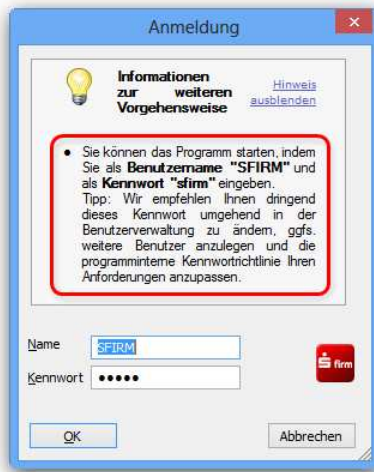 Anmeldung
Informationen
zur weiteren
Vorgehensweise
Hinweis
ausblenden
• Sie können das Programm starten, indem
Sie als Benutzername "SFIRM" und
als Kennwort "sfirm" eingeben.
Tipp: Wir empfehlen Ihnen dringend
dieses Kennwort umgehend in der
Benutzerverwaltung zu ändern, ggfs.
weitere Benutzer anzulegen und die
programminterne Kennwortrichtlinie Ihren
Anforderungen anzupassen.
Name SFIRM
Kennwort •••••
S firm
OK Abbrechen